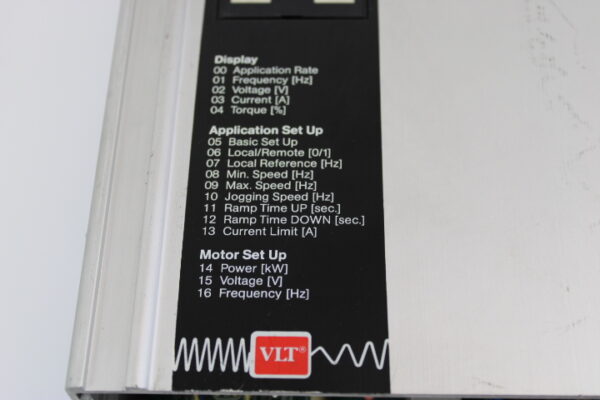 Display
00 Application Rate
01 Frequency [Hz]
02 Voltage [V]
03 Current [A]
04 Torque [%]
Application Set Up
05 Basic Set Up
06 Local/Remote [0/1]
07 Local Reference [Hz]
08 Min. Speed [Hz]
09 Max. Speed [Hz]
10 Jogging Speed [Hz]
11 Ramp Time UP [sec.]
12 Ramp Time DOWN [sec.]
13 Current Limit [A]
Motor Set Up
14 Power [kW]
15 Voltage [V]
16 Frequency [Hz]
VLT®